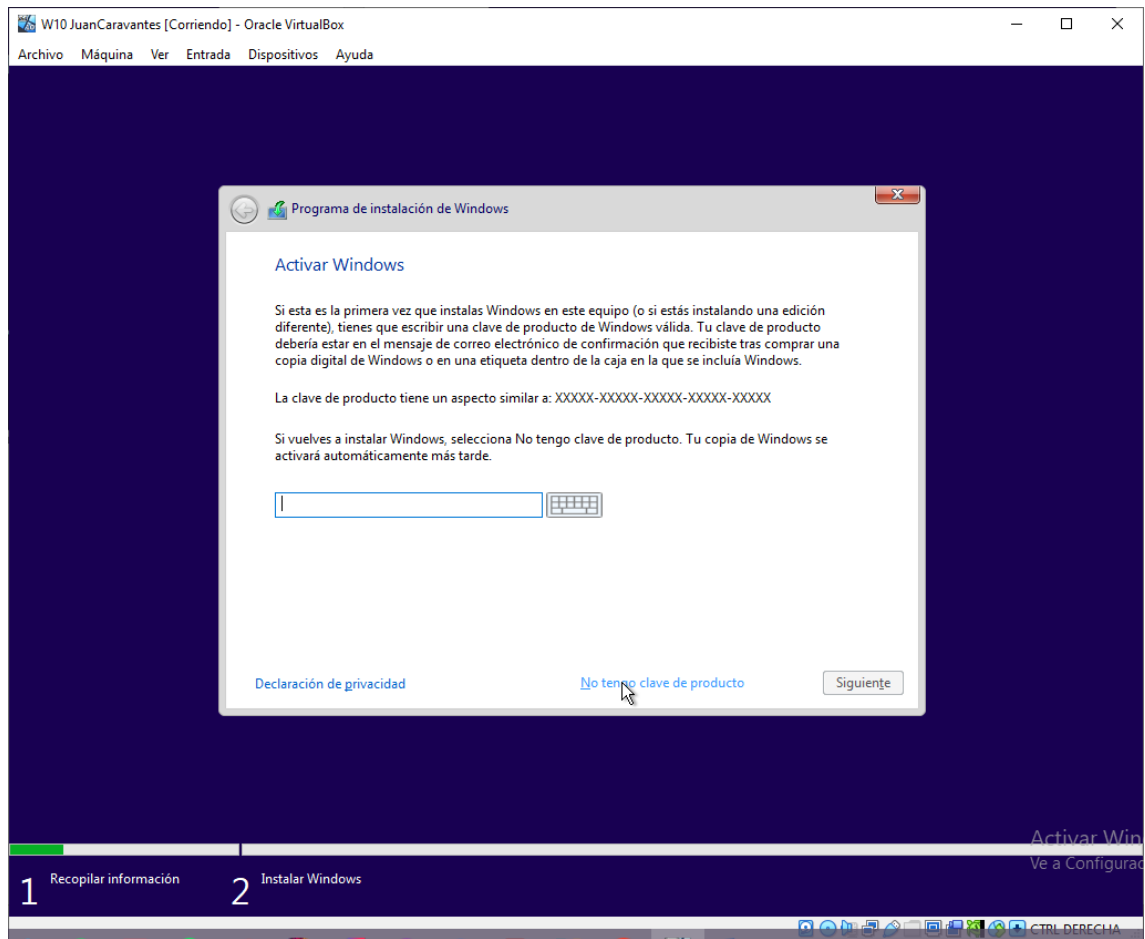 W10 JuanCaravantes [Corriendo] - Oracle VirtualBox
Archivo Máquina Ver Entrada Dispositivos Ayuda
Programa de instalación de Windows
Activar Windows
Si esta es la primera vez que instalas Windows en este equipo (o si estás instalando una edición
diferente), tienes que escribir una clave de producto de Windows válida. Tu clave de producto
debería estar en el mensaje de correo electrónico de confirmación que recibiste tras comprar una
copia digital de Windows o en una etiqueta dentro de la caja en la que se incluía Windows.
La clave de producto tiene un aspecto similar a: XXXXX-XXXXX-XXXXX-XXXXX-XXXXX
Si vuelves a instalar Windows, selecciona No tengo clave de producto. Tu copia de Windows se
activará automáticamente más tarde.
Declaración de privacidad No tengo clave de producto Siguiente
Activar Win
Ve a Configurac
1 Recopilar información 2 Instalar Windows
CTRL DERECHA